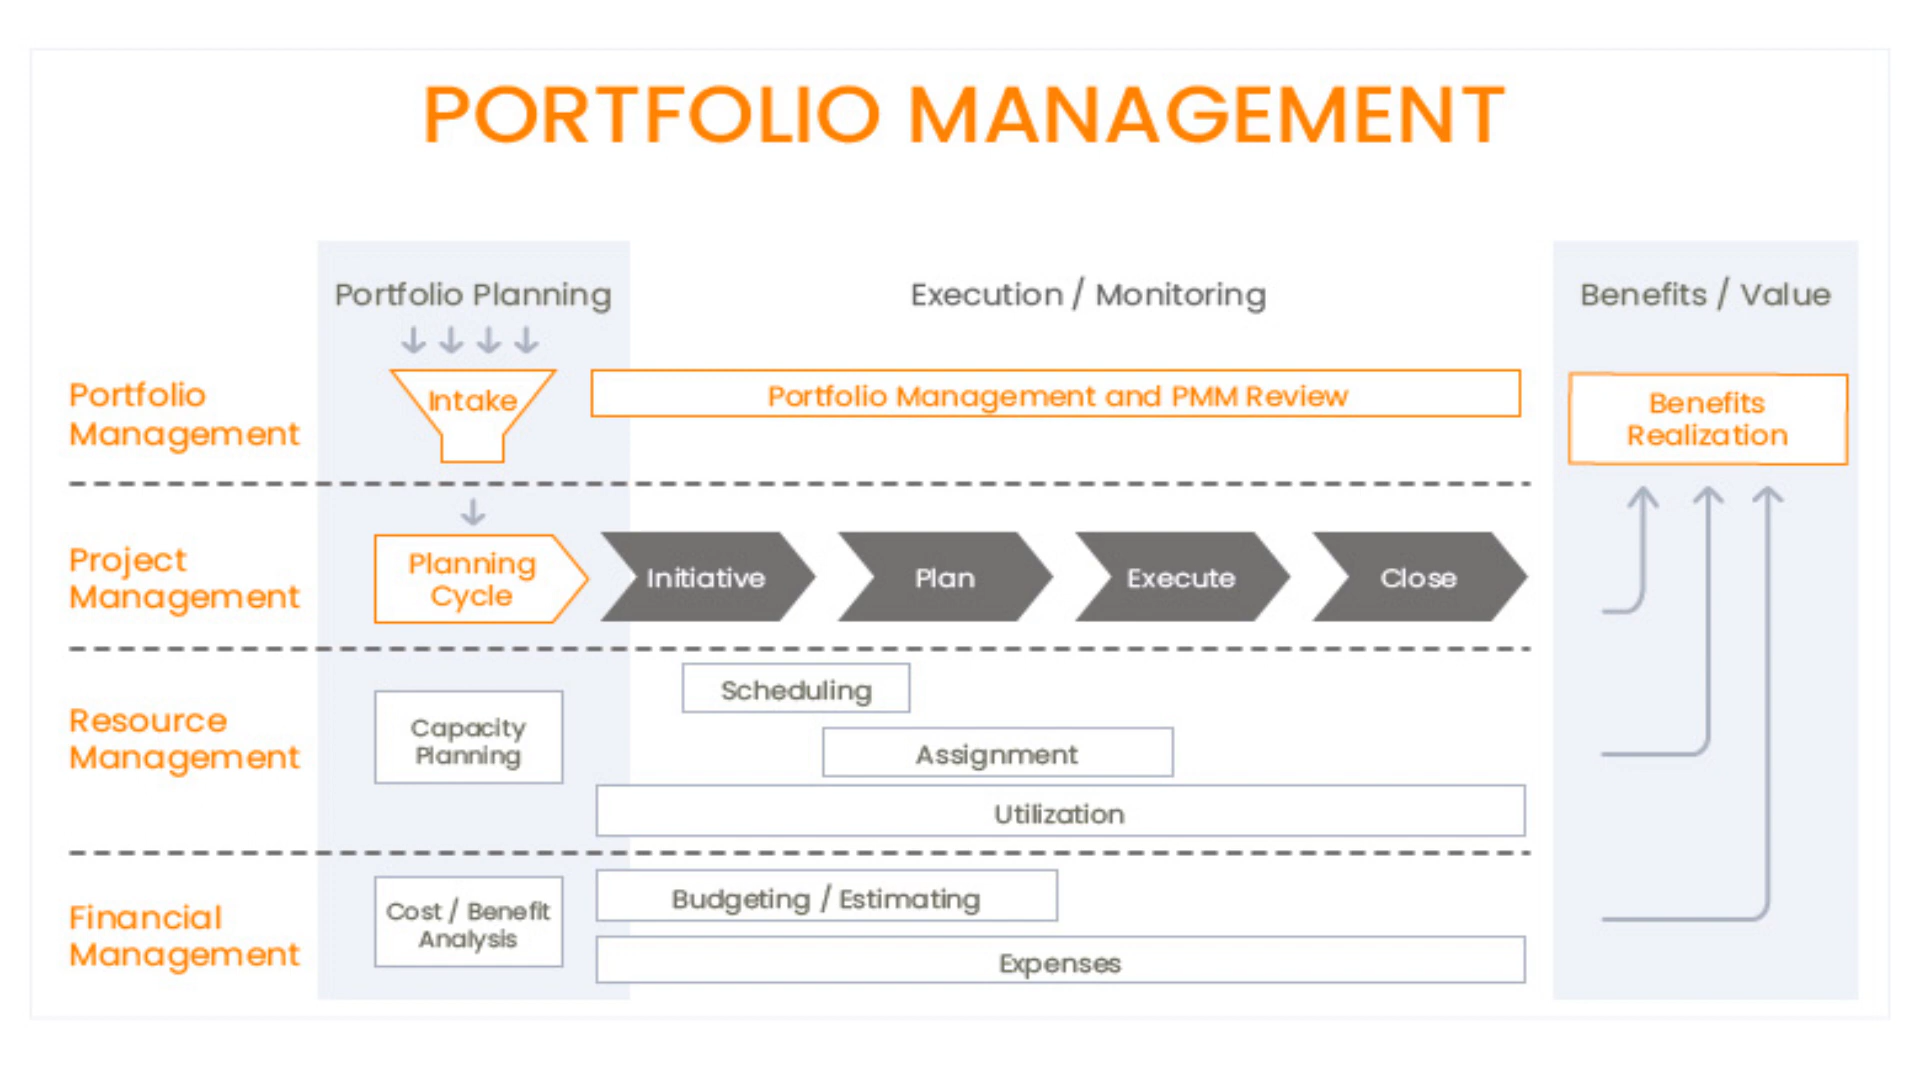 PORTFOLIO MANAGEMENT
Portfolio Planning
Execution / Monitoring
Benefits / Value
Portfolio
Management
Intake
Portfolio Management and PMM Review
Benefits
Realization
Project
Management
Planning
Cycle
Initiative
Plan
Execute
Close
Resource
Management
Capacity
Planning
Scheduling
Assignment
Utilization
Financial
Management
Cost / Benefit
Analysis
Budgeting / Estimating
Expenses